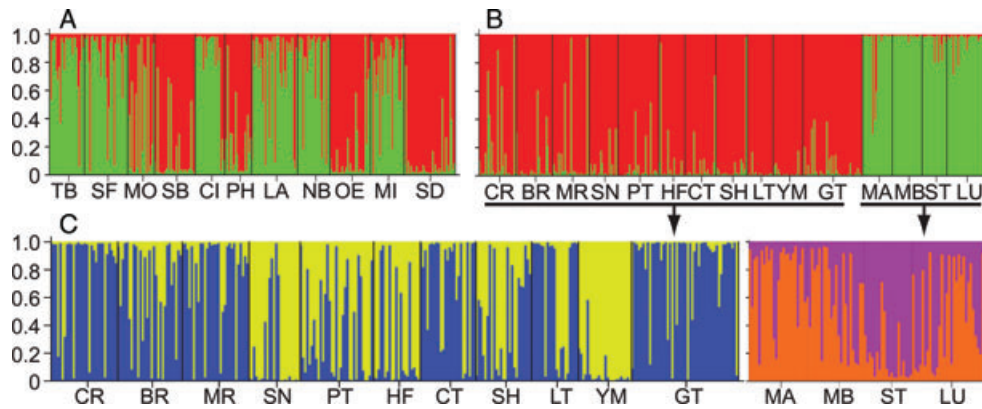 A
B
1.0
0.8
0.6
0.4
0.2
0
TB SF MO SB CI PH LA NB OE MI SD
CR BR MR SN PT HF CT SH LT YM GT MA MB ST LU
C
1.0
0.8
0.6
0.4
0.2
0
CR BR MR SN PT HF CT SH LT YM GT MA MB ST LU